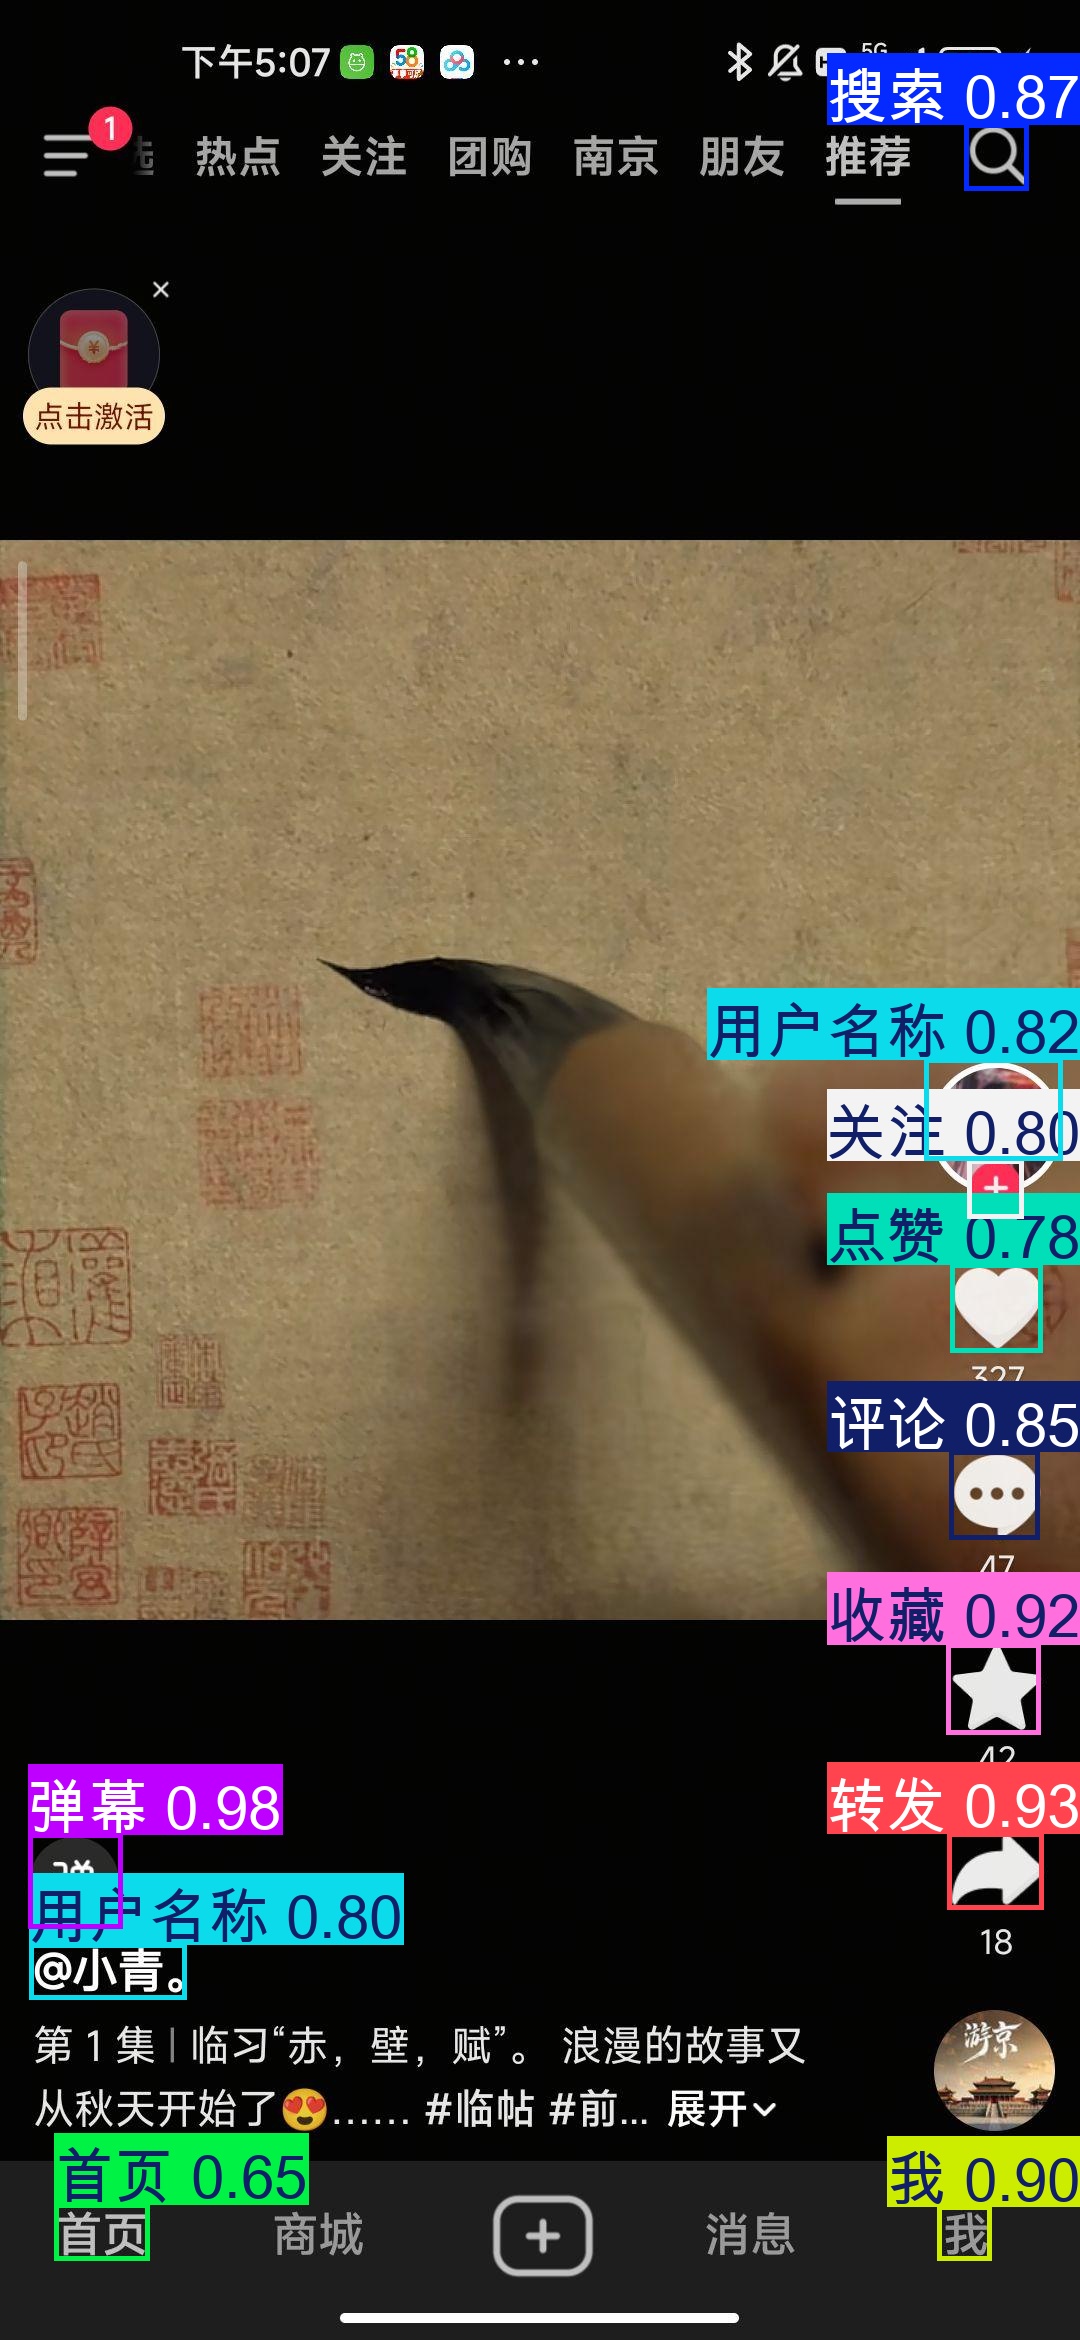 下午5:07
5G
搜索 0.87
1
热点 关注 团购 南京 朋友 推荐
点击激活
用户名称 0.82
关注 0.80
点赞 0.78
327
评论 0.85
47
收藏 0.92
42
弹幕 0.98
转发 0.93
用户名称 0.80
18
@小青。
第 1 集 | 临习“赤，壁，赋”。 浪漫的故事又
从秋天开始了😍…… #临帖 #前... 展开
游京
首页 0.65
我 0.90
首页 商城 消息 我